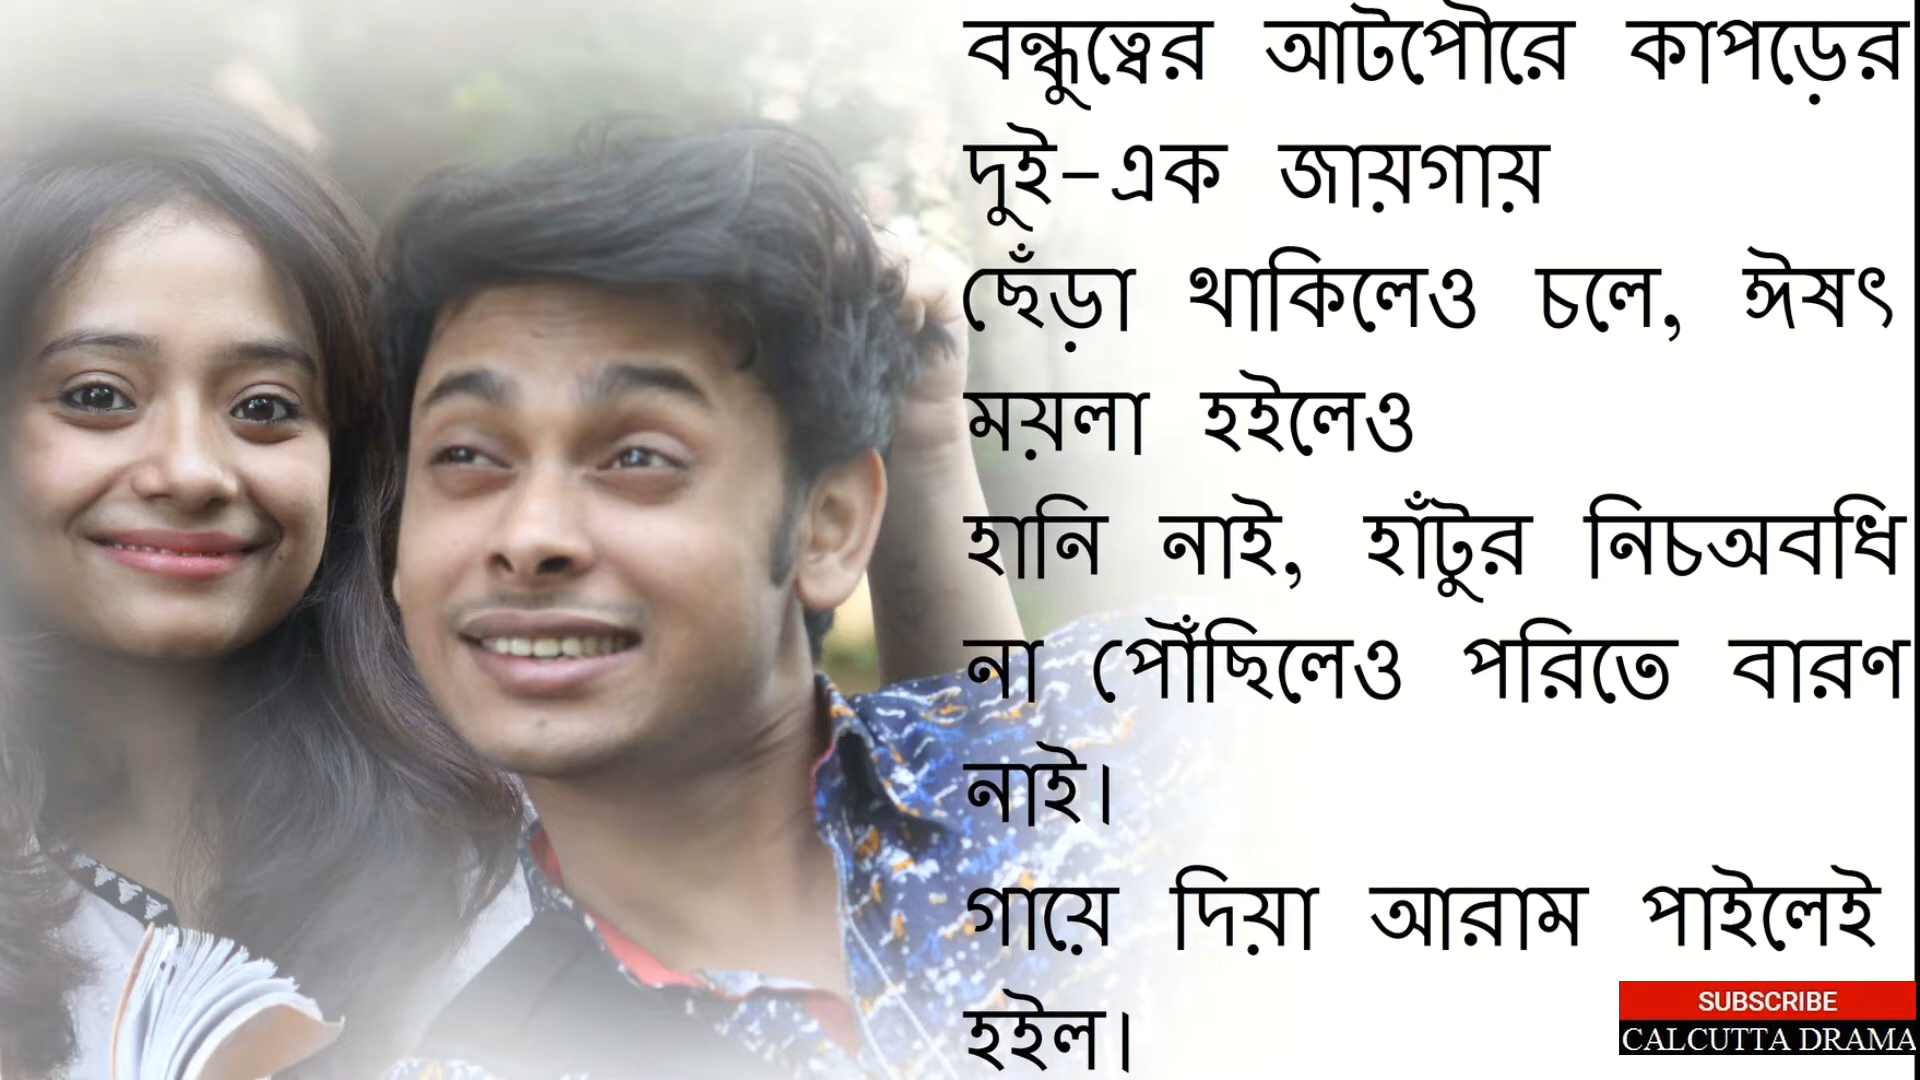 বন্ধুত্বের আটপৌরে কাপড়ের
দুই-এক জায়গায়
ছেঁড়া থাকিলেও চলে, ঈষৎ
ময়লা হইলেও
হানি নাই, হাঁটুর নিচঅবধি
না পৌঁছিলেও পরিতে বারণ
নাই।
গায়ে দিয়া আরাম পাইলেই
হইল।
SUBSCRIBE
CALCUTTA DRAMA